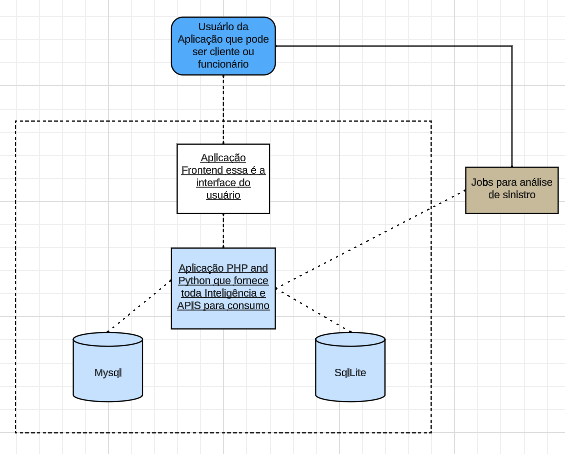 Usuário da
Aplicação que pode
ser cliente ou
funcionário
Aplicação
Frontend essa é a
interface do
usuário
Jobs para análise
de sinistro
Aplicação PHP and
Python que fornece
toda Inteligência e
APIS para consumo
Mysql
SqlLite